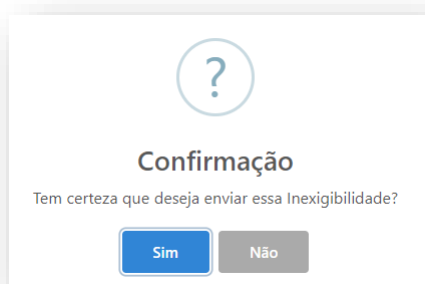 ?
Confirmação
Tem certeza que deseja enviar essa Inexigibilidade?
Sim Não